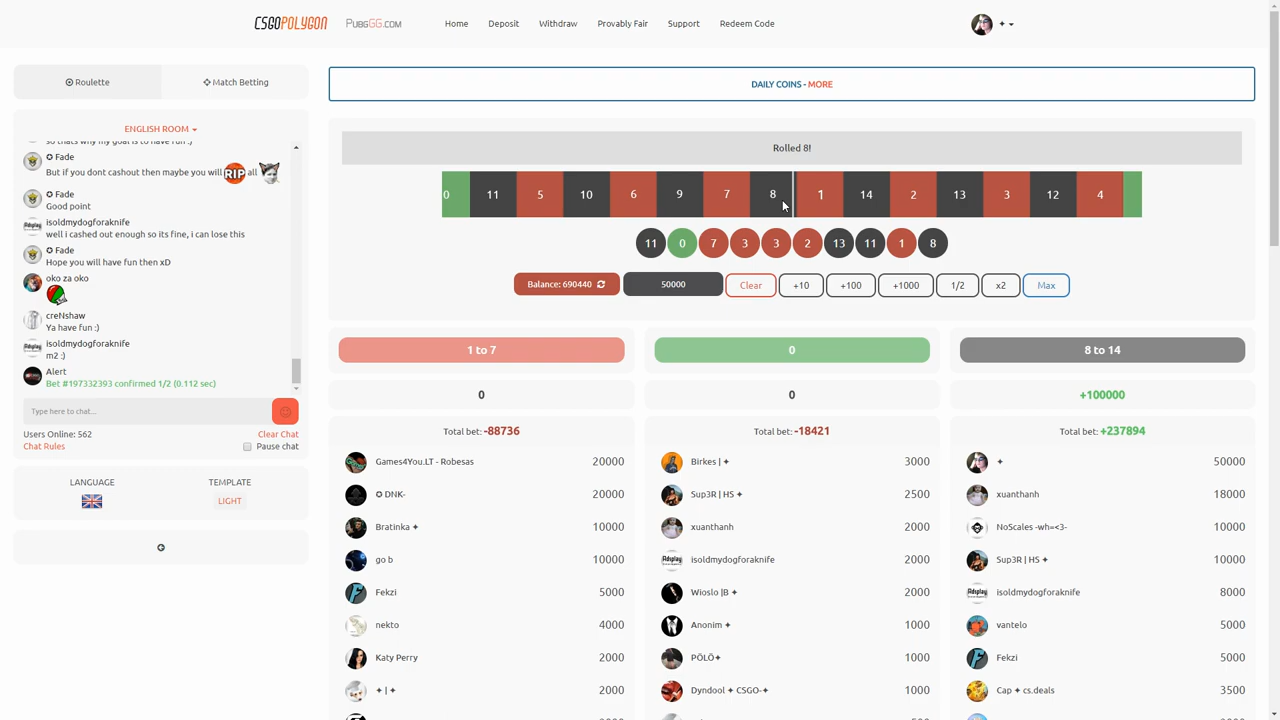 CSGOPOLYGON
PUBGGG.COM
Home
Deposit
Withdraw
Provably Fair
Support
Redeem Code
✦
Roulette
Match Betting
ENGLISH ROOM
✪ Fade
But if you dont cashout then maybe you will RIP all
✪ Fade
Good point
isoldmydogforaknife
well i cashed out enough so its fine, i can lose this
✪ Fade
Hope you will have fun then xD
oko za oko
creNshaw
Ya have fun :)
isoldmydogforaknife
m2 :)
Alert
Bet #197332393 confirmed 1/2 (0.112 sec)
Type here to chat...
Users Online: 562
Clear Chat
Chat Rules
Pause chat
LANGUAGE
TEMPLATE
LIGHT
DAILY COINS - MORE
Rolled 8!
0 11 5 10 6 9 7 8 1 14 2 13 3 12 4
11 0 7 3 3 2 13 11 1 8
Balance: 690440
50000
Clear
+10
+100
+1000
1/2
x2
Max
1 to 7
0
8 to 14
0
0
+100000
Total bet: -88736
Total bet: -18421
Total bet: +237894
Games4You.LT - Robesas 20000
✪ DNK- 20000
Bratinka ✦ 10000
go b 10000
Fekzi 5000
nekto 4000
Katy Perry 2000
✦ | ✦ 2000
Birkes | ✦ 3000
Sup3R | HS ✦ 2500
xuanthanh 2000
isoldmydogforaknife 2000
Wioslo |B ✦ 2000
Anonim ✦ 1000
PÖLÖ✦ 1000
Dyndool ✦ CSGO-✦ 1000
✦ 50000
xuanthanh 18000
NoScales -wh=<3- 10000
Sup3R | HS ✦ 10000
isoldmydogforaknife 8000
vantelo 5000
Fekzi 5000
Cap ✦ cs.deals 3500